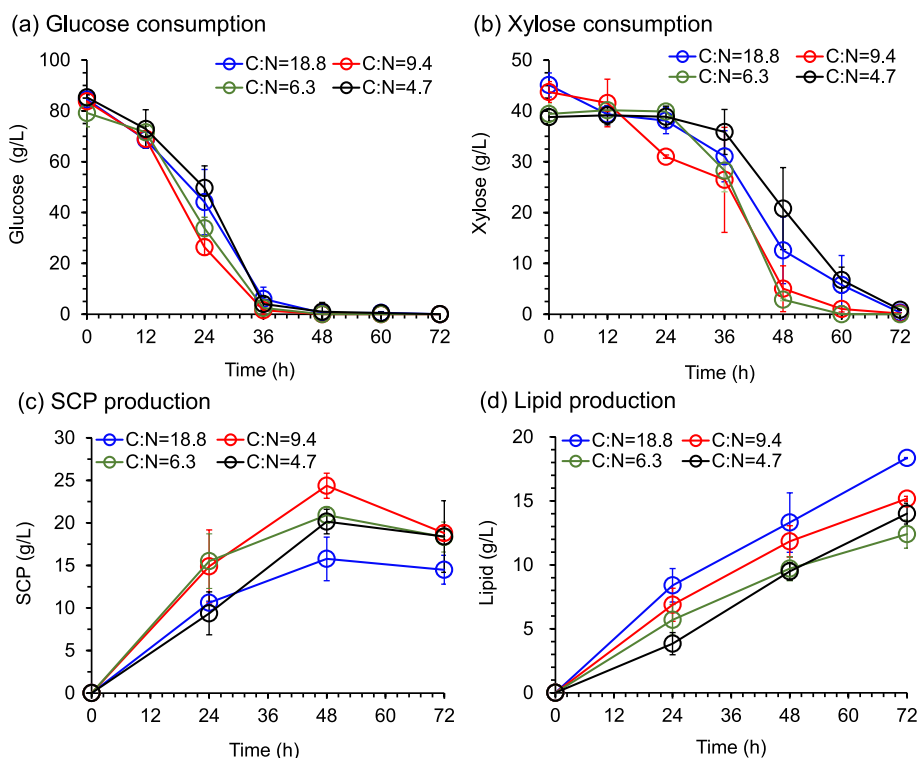 (a) Glucose consumption
C:N=18.8 C:N=9.4
C:N=6.3 C:N=4.7
100
80
60
40
20
0
Glucose (g/L)
0 12 24 36 48 60 72
Time (h)
(b) Xylose consumption
C:N=18.8 C:N=9.4
C:N=6.3 C:N=4.7
50
40
30
20
10
0
Xylose (g/L)
0 12 24 36 48 60 72
Time (h)
(c) SCP production
C:N=18.8 C:N=9.4
C:N=6.3 C:N=4.7
30
25
20
15
10
5
0
SCP (g/L)
0 12 24 36 48 60 72
Time (h)
(d) Lipid production
C:N=18.8 C:N=9.4
C:N=6.3 C:N=4.7
20
15
10
5
0
Lipid (g/L)
0 12 24 36 48 60 72
Time (h)